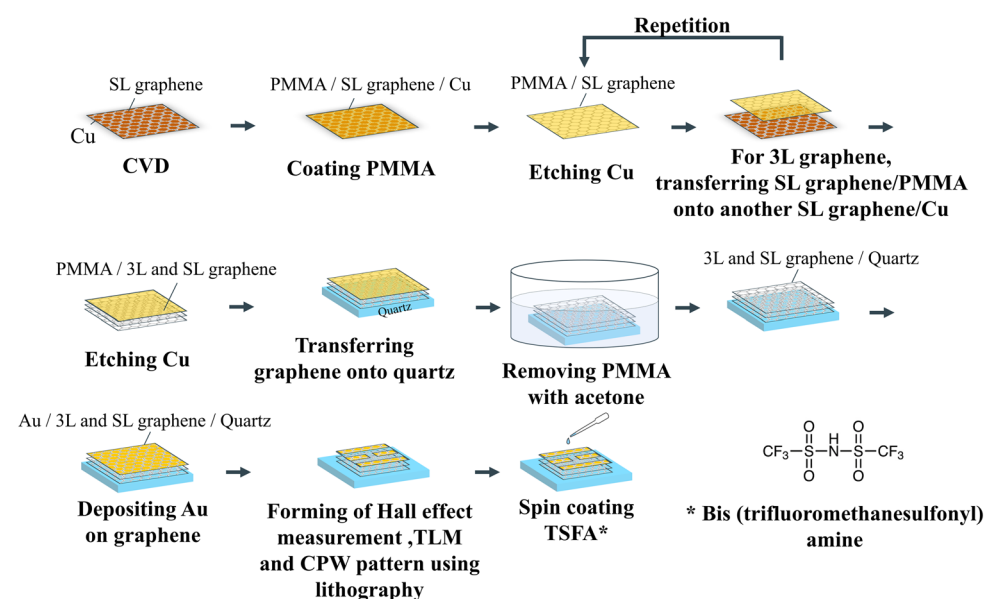 Repetition
SL graphene
PMMA / SL graphene / Cu
PMMA / SL graphene
Cu
CVD
Coating PMMA
Etching Cu
For 3L graphene,
transferring SL graphene/PMMA
onto another SL graphene/Cu
PMMA / 3L and SL graphene
3L and SL graphene / Quartz
Quartz
Etching Cu
Transferring
graphene onto quartz
Removing PMMA
with acetone
Au / 3L and SL graphene / Quartz
Depositing Au
on graphene
Forming of Hall effect
measurement ,TLM
and CPW pattern using
lithography
Spin coating
TSFA*
O H O
CF3-S-N-S-CF3
O O
* Bis (trifluoromethanesulfonyl)
amine